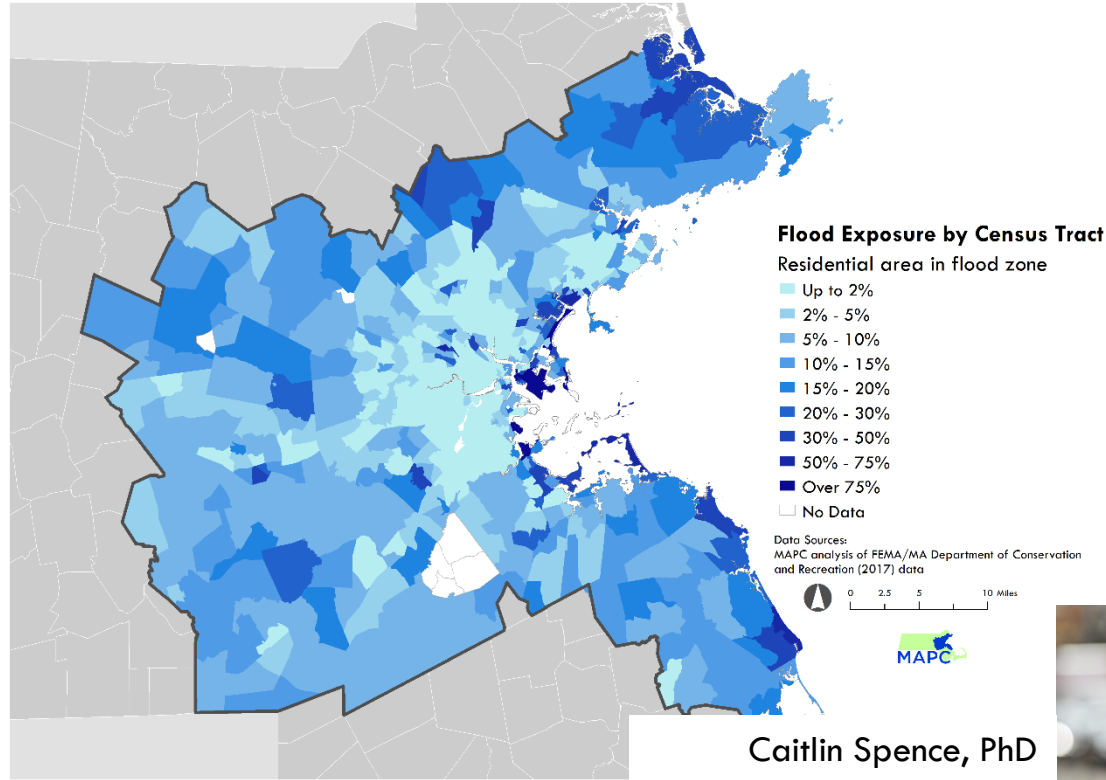 Flood Exposure by Census Tract
Residential area in flood zone
Up to 2%
2% - 5%
5% - 10%
10% - 15%
15% - 20%
20% - 30%
30% - 50%
50% - 75%
Over 75%
No Data
Data Sources:
MAPC analysis of FEMA/MA Department of Conservation
and Recreation (2017) data
0 2.5 5 10 Miles
MAPC
Caitlin Spence, PhD